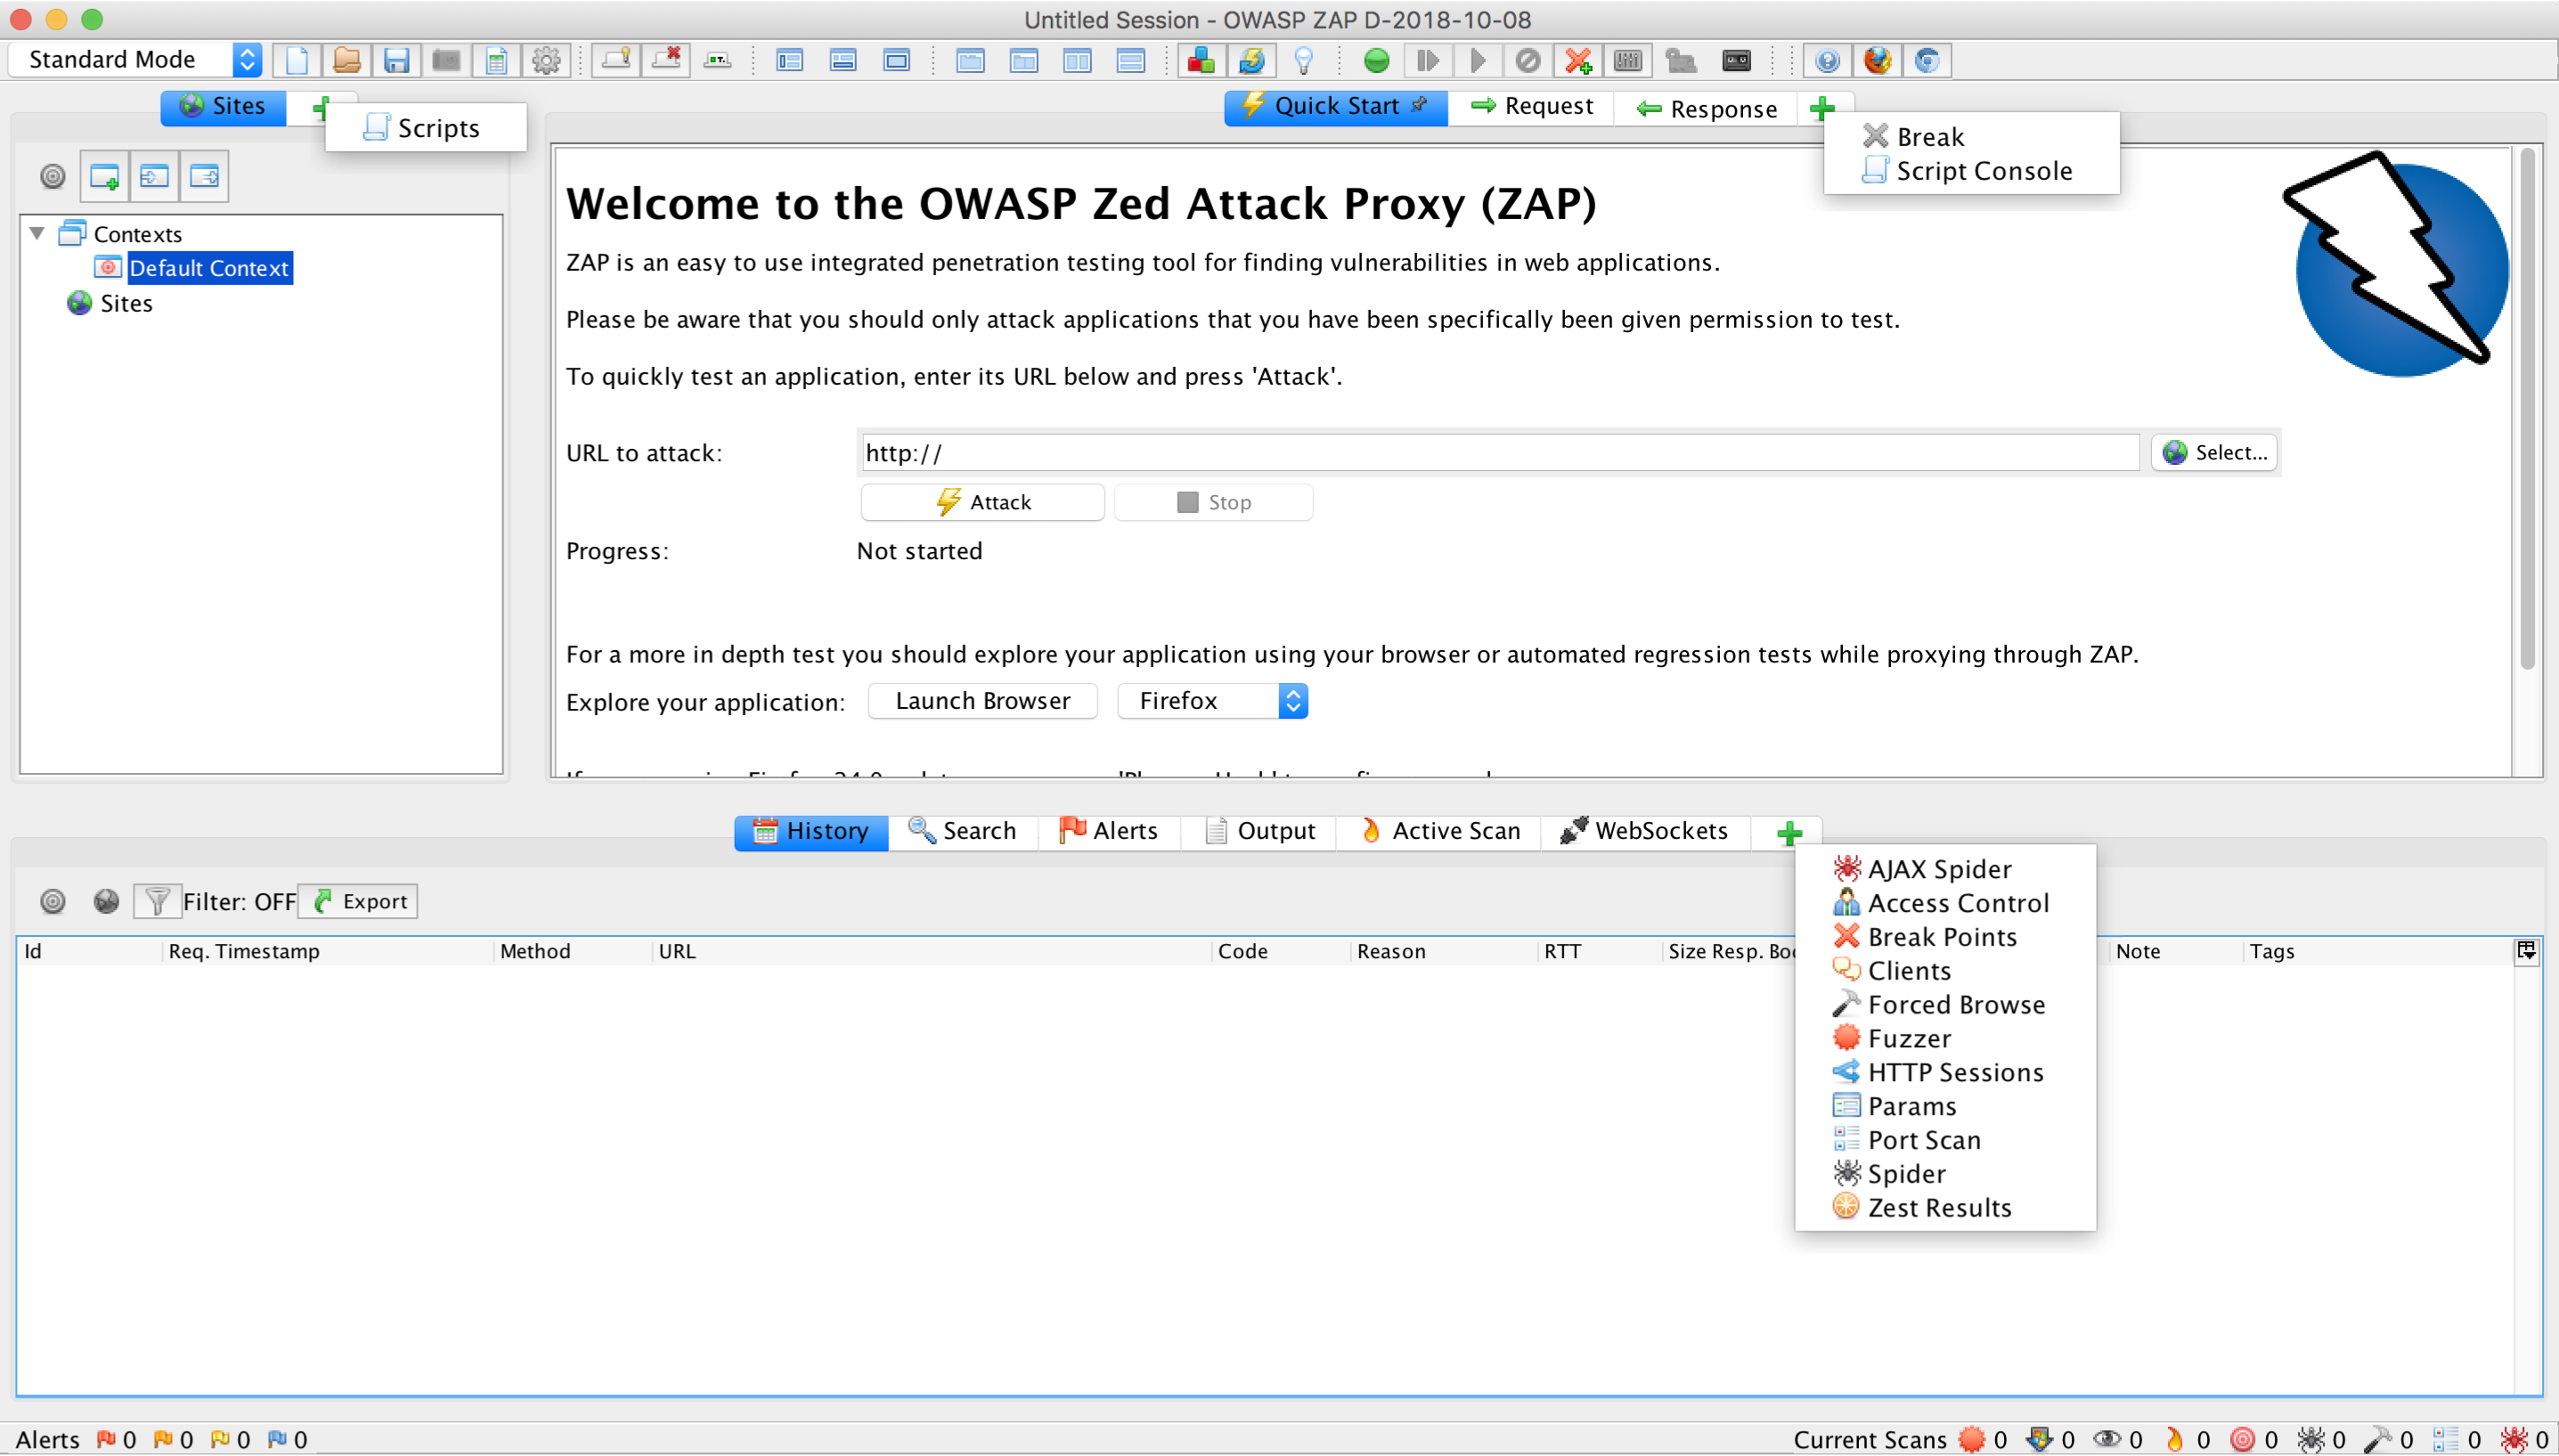 Untitled Session - OWASP ZAP D-2018-10-08
Standard Mode
Sites
Scripts
Quick Start
Request
Response
Break
Script Console
Contexts
Default Context
Sites
Welcome to the OWASP Zed Attack Proxy (ZAP)
ZAP is an easy to use integrated penetration testing tool for finding vulnerabilities in web applications.
Please be aware that you should only attack applications that you have been specifically been given permission to test.
To quickly test an application, enter its URL below and press 'Attack'.
URL to attack: http:// Select...
Attack Stop
Progress: Not started
For a more in depth test you should explore your application using your browser or automated regression tests while proxying through ZAP.
Explore your application: Launch Browser Firefox
History Search Alerts Output Active Scan WebSockets
Filter: OFF Export
Id Req. Timestamp Method URL Code Reason RTT Size Resp. Note Tags
AJAX Spider
Access Control
Break Points
Clients
Forced Browse
Fuzzer
HTTP Sessions
Params
Port Scan
Spider
Zest Results
Alerts 0 0 0 0 Current Scans 0 0 0 0 0 0 0 0 0